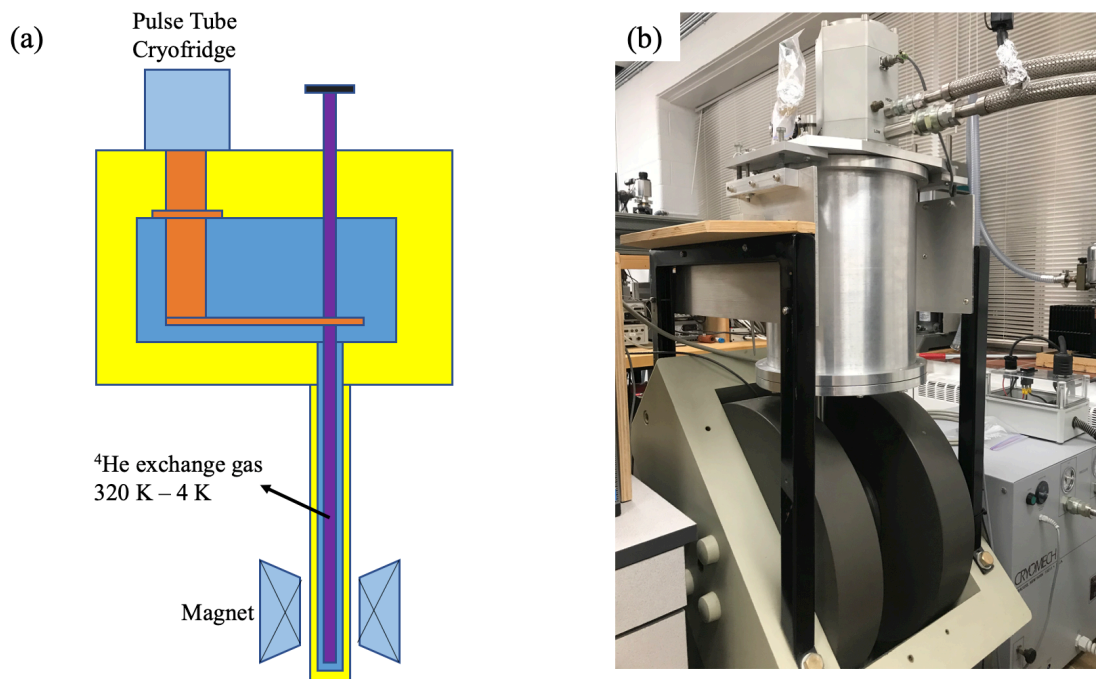 (a)
Pulse Tube
Cryofridge
⁴He exchange gas
320 K – 4 K
Magnet
(b)
CRYOMECH